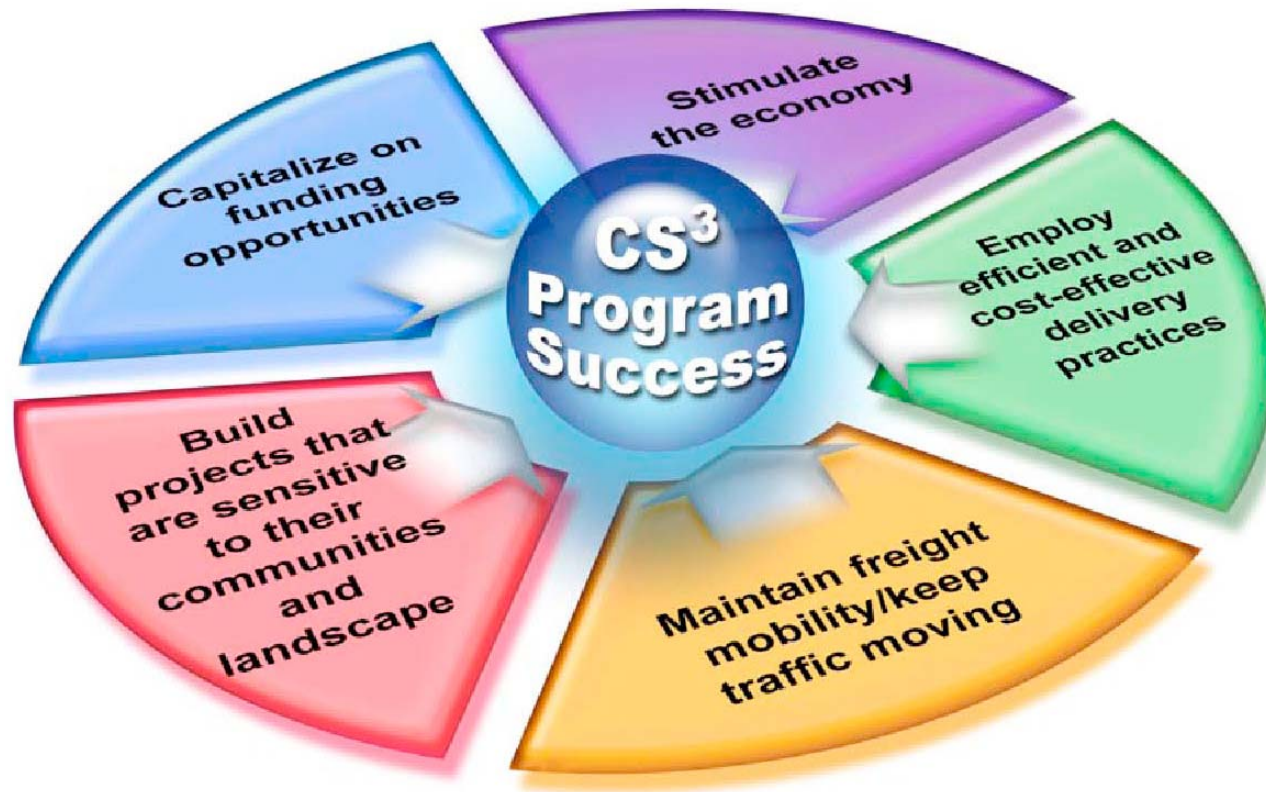 Stimulate
the economy
Capitalize on
funding
opportunities
CS³
Program
Success
Employ
efficient and
cost-effective
delivery
practices
Build
projects that
are sensitive
to their
communities
and
landscape
Maintain freight
mobility/keep
traffic moving